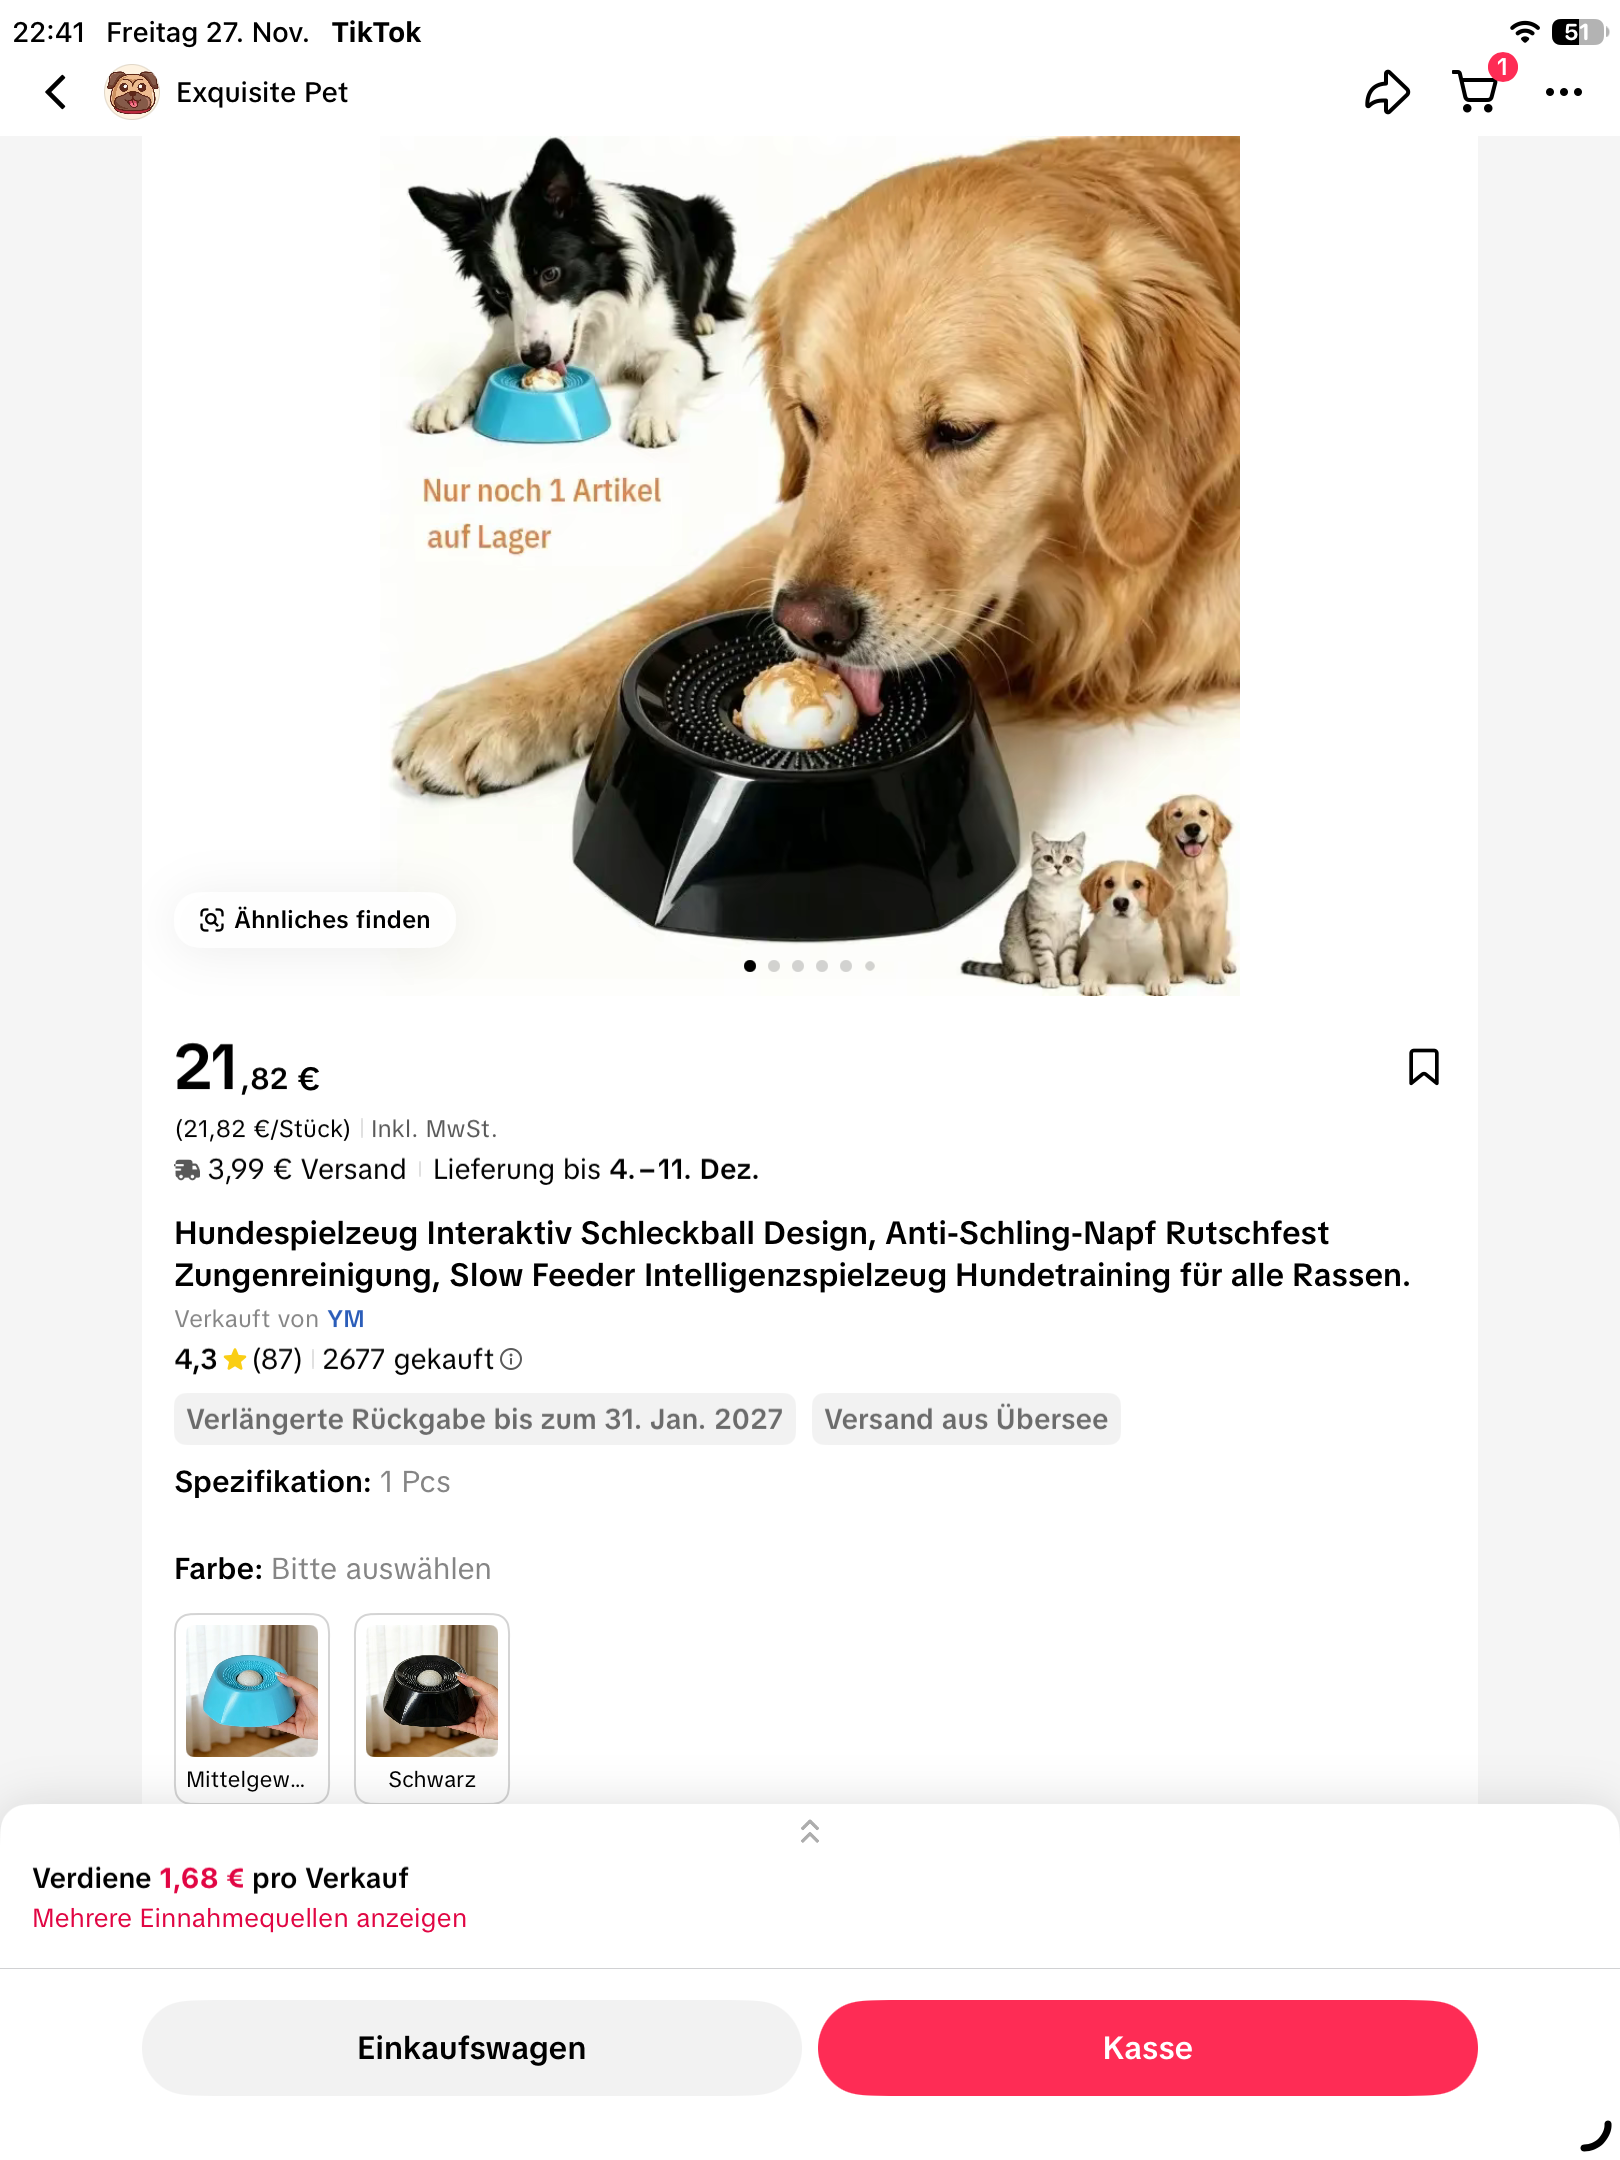 22:41 Freitag 27. Nov. TikTok
51
Exquisite Pet
1
Nur noch 1 Artikel
auf Lager
Ähnliches finden
21,82 €
(21,82 €/Stück) Inkl. MwSt.
3,99 € Versand Lieferung bis 4.–11. Dez.
Hundespielzeug Interaktiv Schleckball Design, Anti-Schling-Napf Rutschfest
Zungenreinigung, Slow Feeder Intelligenzspielzeug Hundetraining für alle Rassen.
Verkauft von YM
4,3 (87) 2677 gekauft
Verlängerte Rückgabe bis zum 31. Jan. 2027 Versand aus Übersee
Spezifikation: 1 Pcs
Farbe: Bitte auswählen
Mittelgew... Schwarz
Verdiene 1,68 € pro Verkauf
Mehrere Einnahmequellen anzeigen
Einkaufswagen Kasse